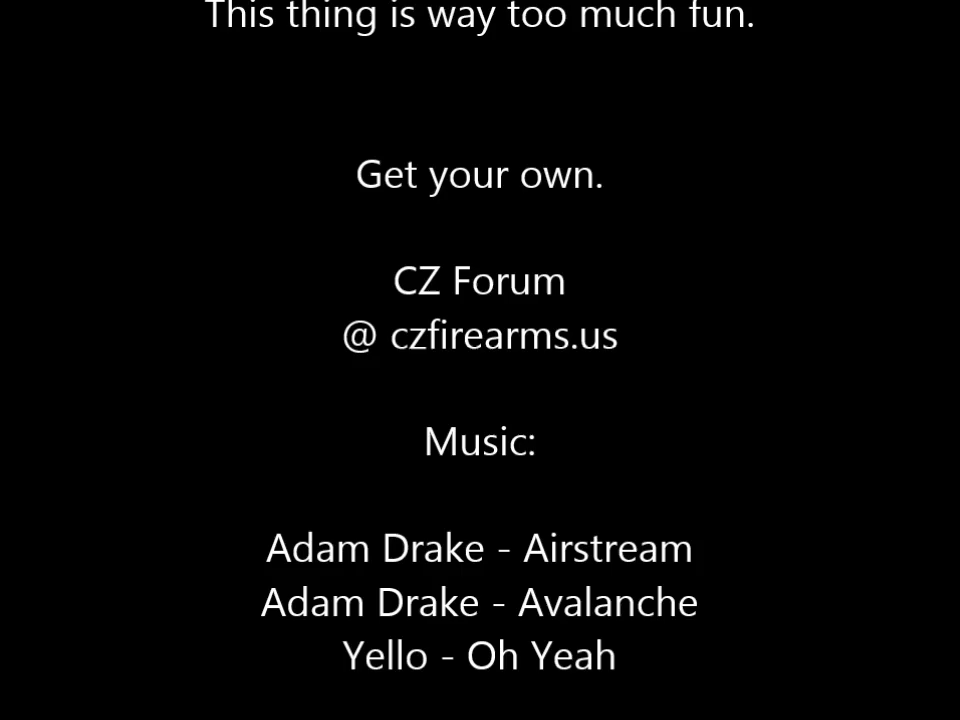 This thing is way too much fun.
Get your own.
CZ Forum
@ czfirearms.us
Music:
Adam Drake - Airstream
Adam Drake - Avalanche
Yello - Oh Yeah